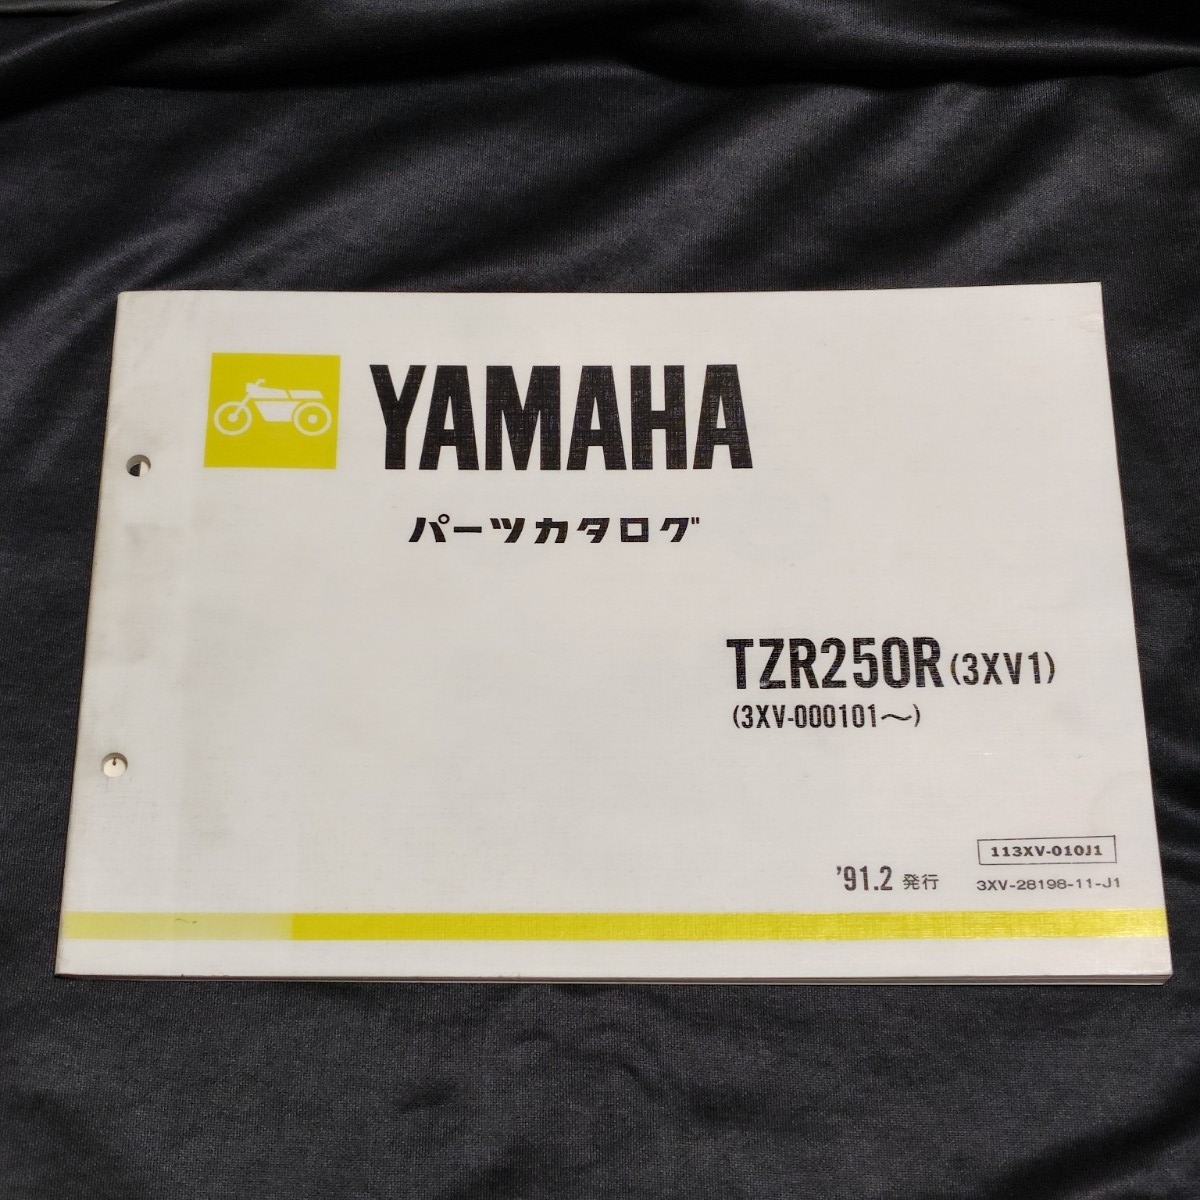 YAMAHA
パーツカタログ
TZR250R(3XV1)
(3XV-000101〜)
113XV-010J1
'91.2 発行
3XV-28198-11-J1